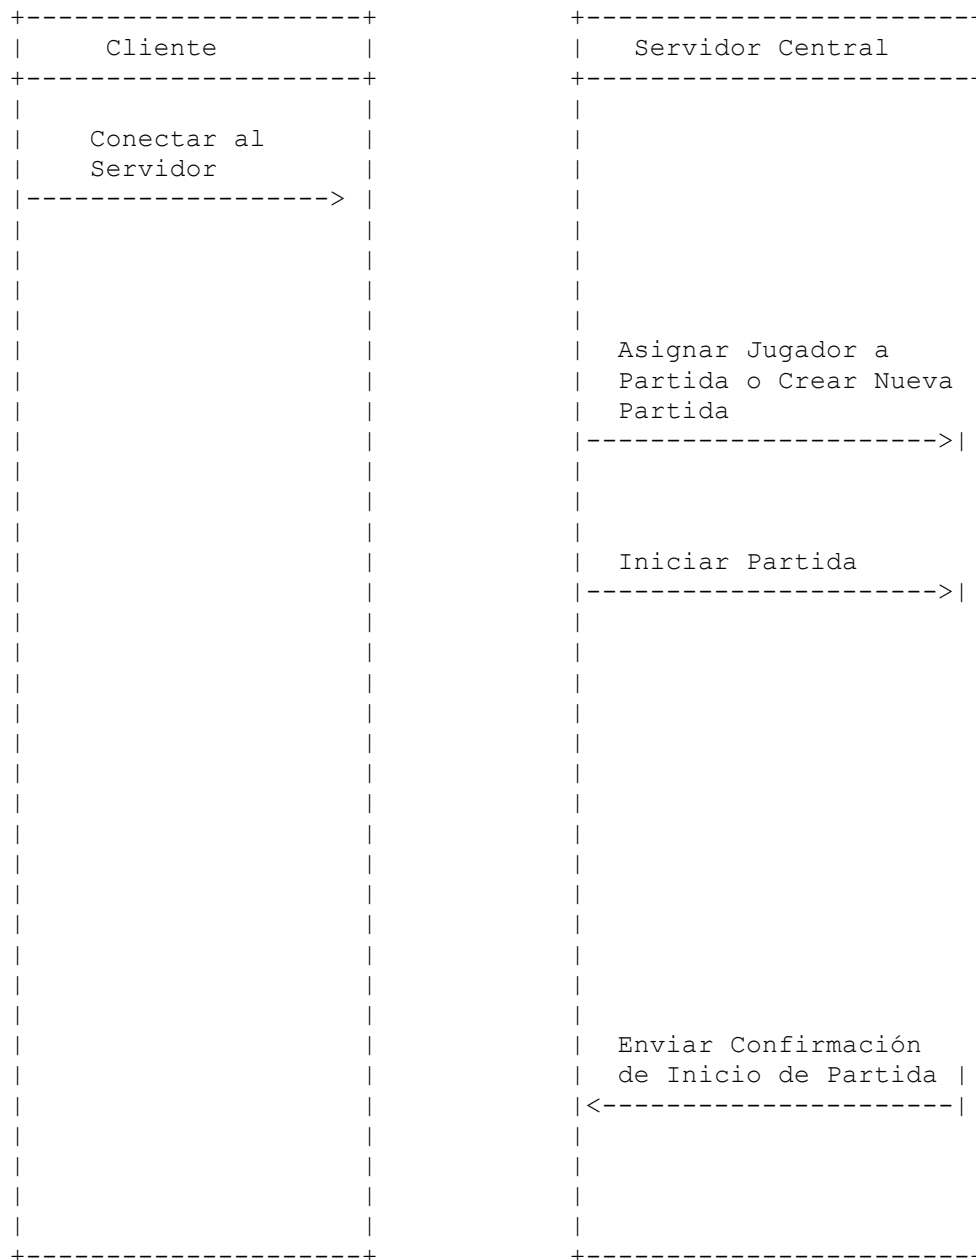 Cliente
Servidor Central
Conectar al
Servidor
Asignar Jugador a
Partida o Crear Nueva
Partida
Iniciar Partida
Enviar Confirmación
de Inicio de Partida